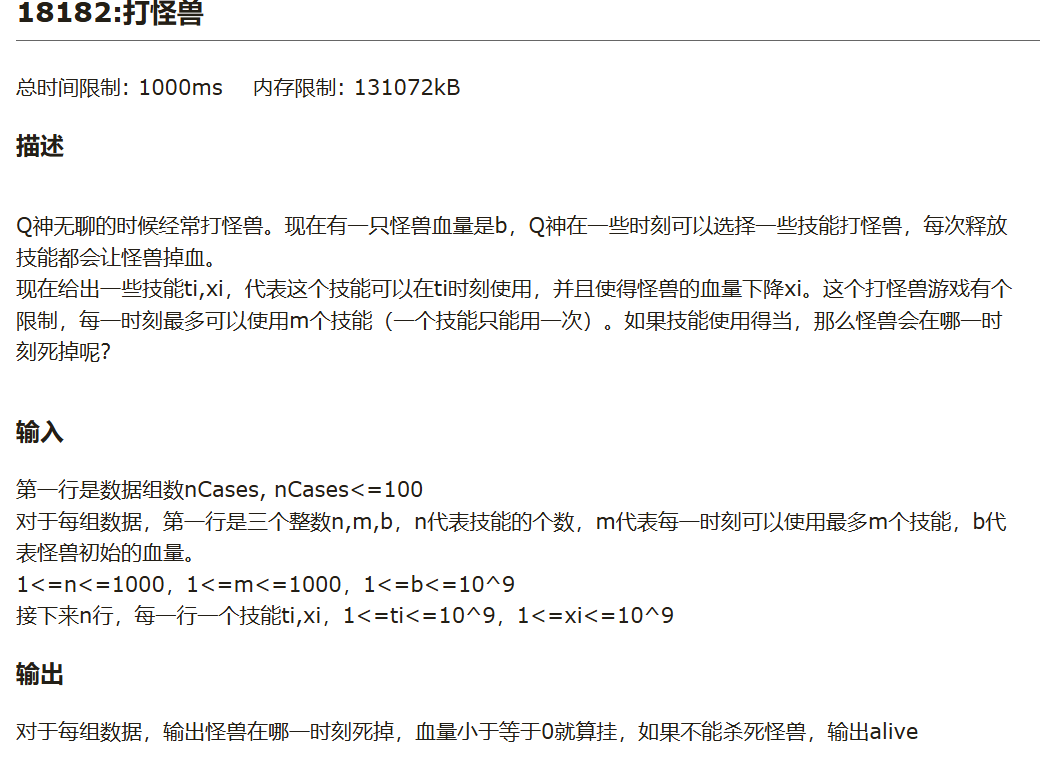 18182:打怪兽
总时间限制: 1000ms 内存限制: 131072kB
描述
Q神无聊的时候经常打怪兽。现在有一只怪兽血量是b，Q神在一些时刻可以选择一些技能打怪兽，每次释放
技能都会让怪兽掉血。
现在给出一些技能ti,xi，代表这个技能可以在ti时刻使用，并且使得怪兽的血量下降xi。这个打怪兽游戏有个
限制，每一时刻最多可以使用m个技能（一个技能只能用一次）。如果技能使用得当，那么怪兽会在哪一时
刻死掉呢？
输入
第一行是数据组数nCases, nCases<=100
对于每组数据，第一行是三个整数n,m,b，n代表技能的个数，m代表每一时刻可以使用最多m个技能，b代
表怪兽初始的血量。
1<=n<=1000，1<=m<=1000，1<=b<=10^9
接下来n行，每一行一个技能ti,xi，1<=ti<=10^9，1<=xi<=10^9
输出
对于每组数据，输出怪兽在哪一时刻死掉，血量小于等于0就算挂，如果不能杀死怪兽，输出alive